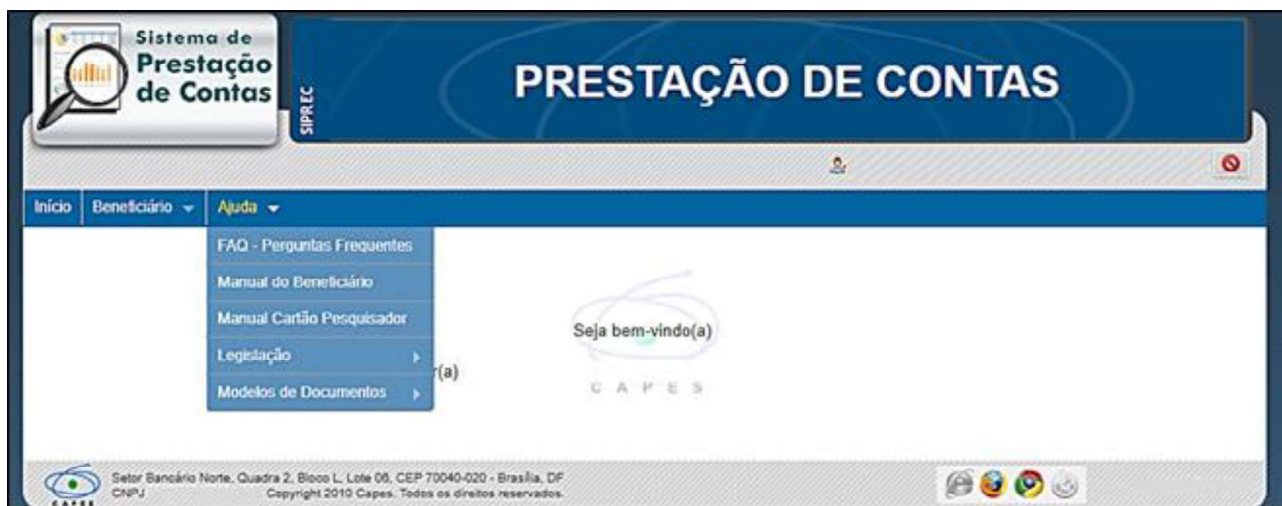 Sistema de
Prestação
de Contas
SIPREC
PRESTAÇÃO DE CONTAS
Início
Beneficiário
Ajuda
FAQ - Perguntas Frequentes
Manual do Beneficiário
Manual Cartão Pesquisador
Legislação
Modelos de Documentos
Seja bem-vindo(a)
r(a)
CAPES
Setor Bancário Norte, Quadra 2, Bloco L, Lote 06, CEP 70040-020 - Brasília, DF
CNPJ Copyright 2010 Capes. Todos os direitos reservados.
CAPES